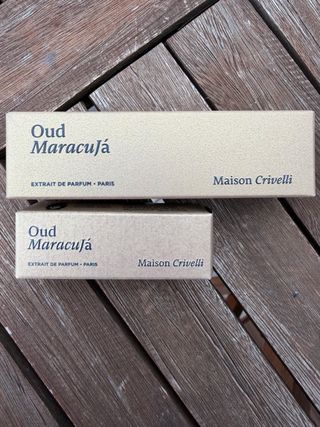 Oud
MaracuJá
EXTRAIT DE PARFUM • PARIS
Maison Crivelli
Oud
MaracuJá
EXTRAIT DE PARFUM • PARIS
Maison Crivelli